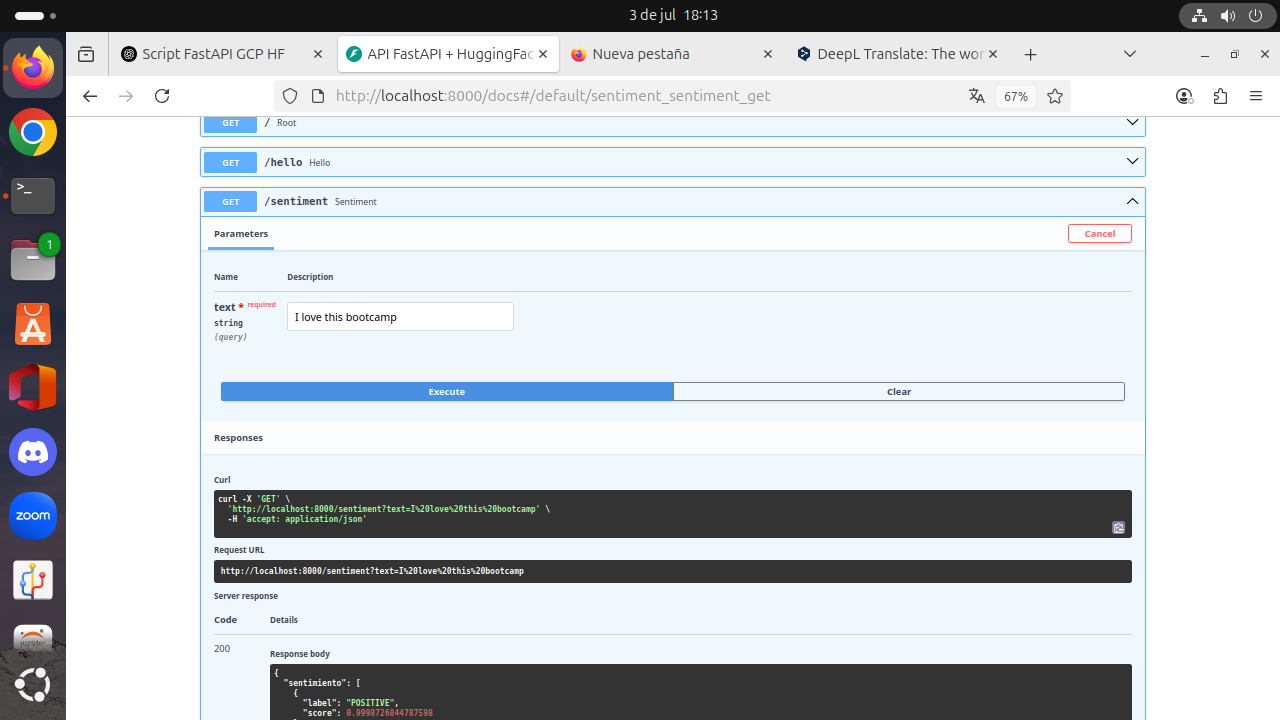 3 de jul 18:13
Script FastAPI GCP HF
API FastAPI + HuggingFac
Nueva pestaña
DeepL Translate: The wor
http://localhost:8000/docs#/default/sentiment_sentiment_get
67%
GET / Root
GET /hello Hello
GET /sentiment Sentiment
Parameters
Cancel
Name Description
text * required
string
(query)
I love this bootcamp
Execute
Clear
Responses
Curl
curl -X 'GET' \
'http://localhost:8000/sentiment?text=I%20love%20this%20bootcamp' \
-H 'accept: application/json'
Request URL
http://localhost:8000/sentiment?text=I%20love%20this%20bootcamp
Server response
Code Details
200
Response body
{
"sentimiento": [
{
"label": "POSITIVE",
"score": 0.9998726844787598
>_
1
zoom
jupyter